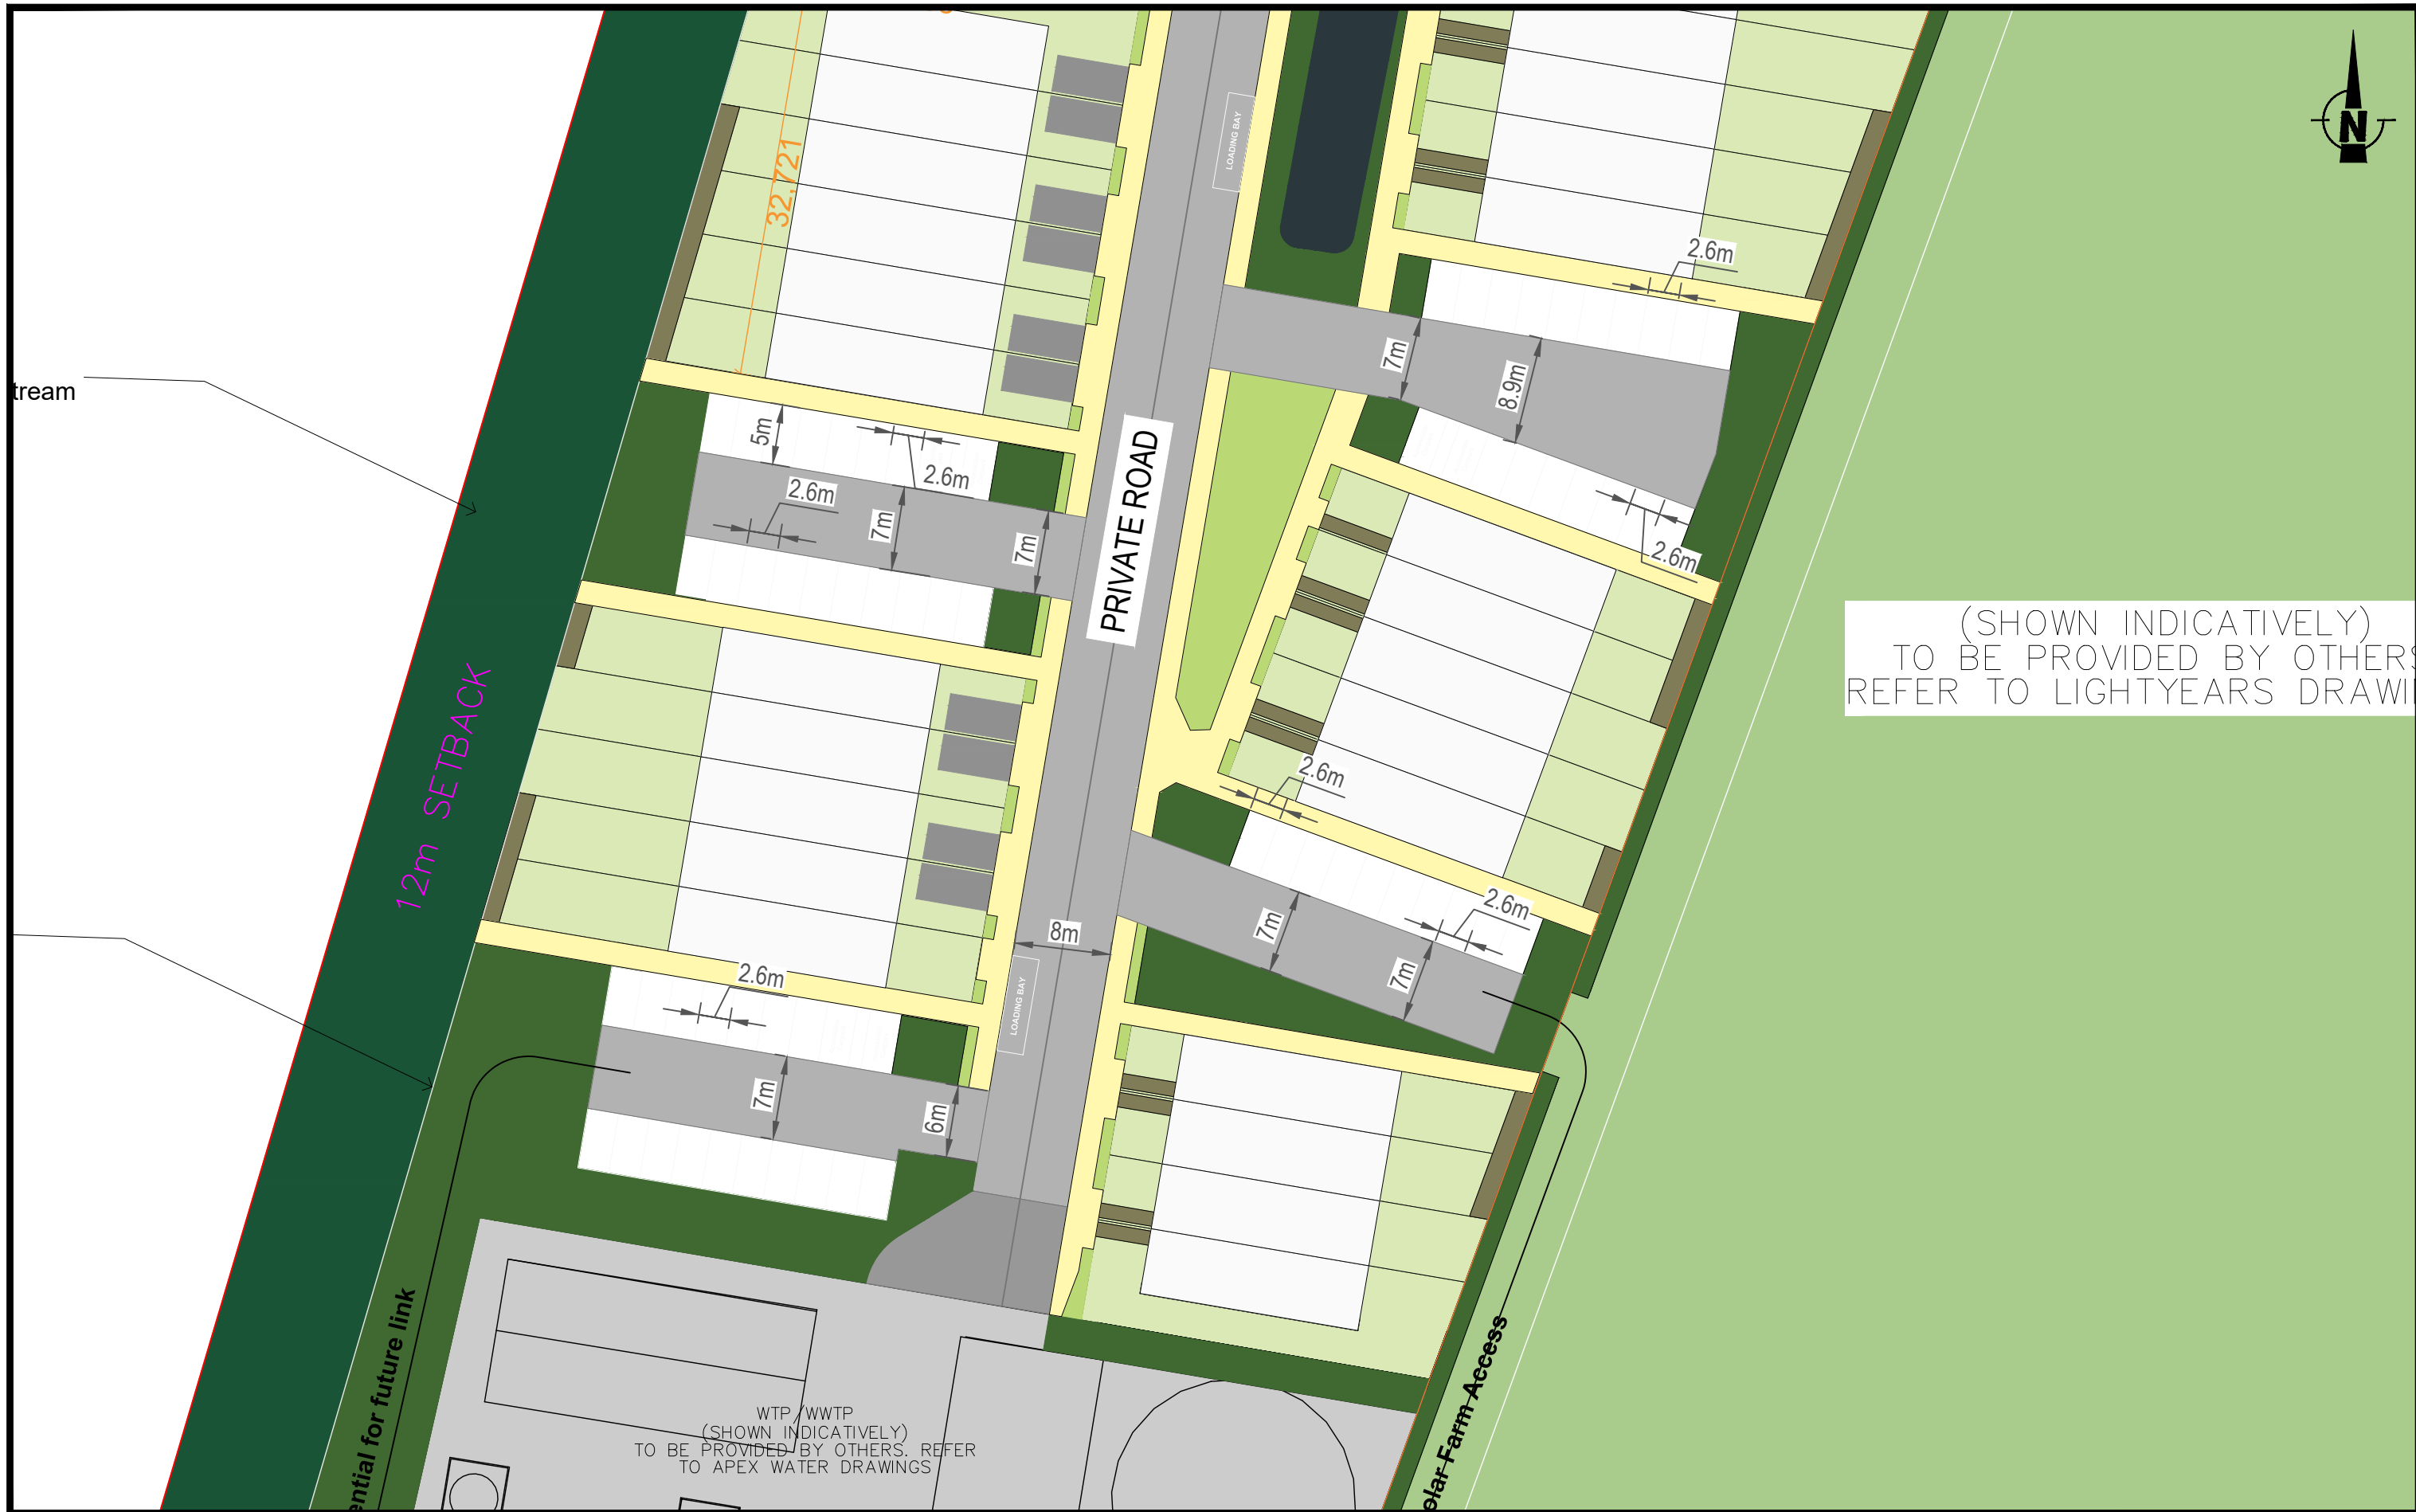 N
LOADING BAY
32.721
2.6m
7m
8.9m
tream
5m
2.6m
2.6m
7m
7m
PRIVATE ROAD
2.6m
(SHOWN INDICATIVELY)
TO BE PROVIDED BY OTHERS
REFER TO LIGHTYEARS DRAWI
12m SETBACK
2.6m
2.6m
8m
7m
7m
2.6m
LOADING BAY
7m
6m
WTP/WWTP
(SHOWN INDICATIVELY)
TO BE PROVIDED BY OTHERS. REFER
TO APEX WATER DRAWINGS
ential for future link
olar Farm Access